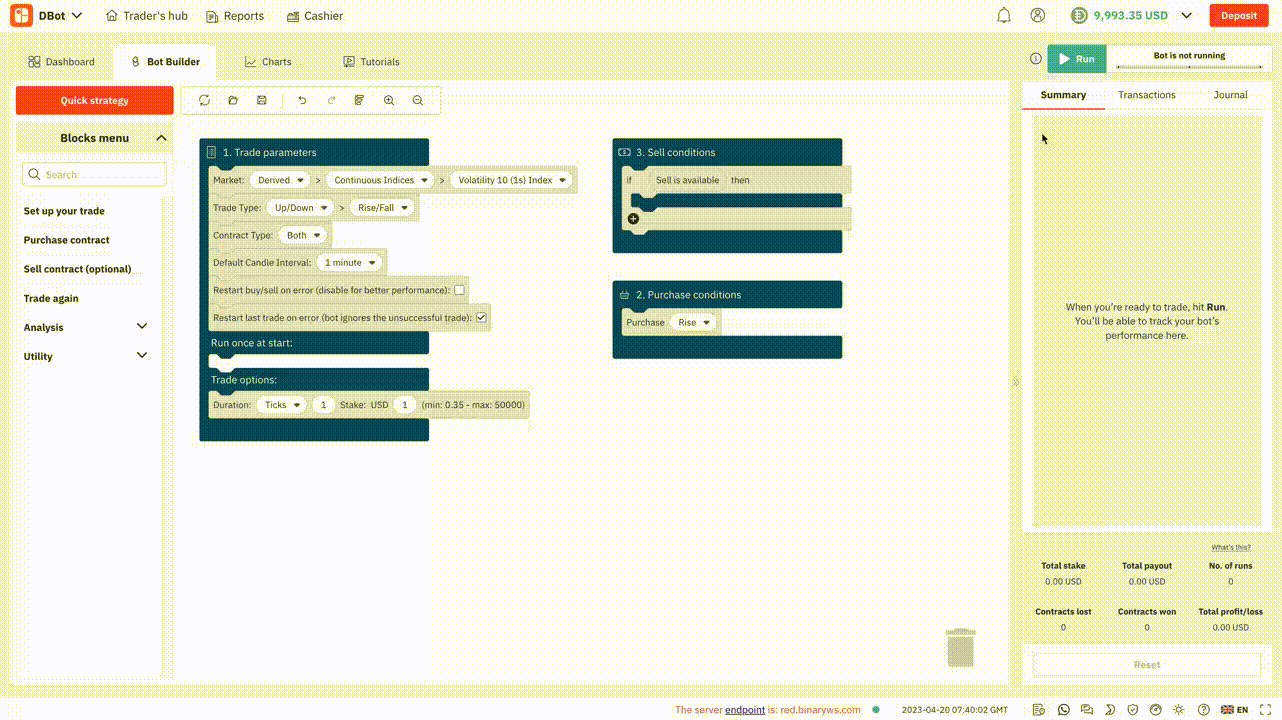 DBot
Trader's hub
Reports
Cashier
9,993.35 USD
Deposit
Dashboard
Bot Builder
Charts
Tutorials
Run
Bot is not running
Quick strategy
Blocks menu
Search
Set up your trade
Purchase contract
Sell contract (optional)
Trade again
Analysis
Utility
1. Trade parameters
Market: Derived > Continuous Indices > Volatility 10 (1s) Index
Trade Type: Up/Down > Rise/Fall
Contract Type: Both
Default Candle Interval: 1 minute
Restart buy/sell on error (disable for better performance):
Restart last trade on error (bot ignores the unsuccessful trade):
Run once at start:
Trade options:
Duration: Ticks 1 Stake: USD 1 (min: 0.35 - max: 50000)
3. Sell conditions
if Sell is available then
2. Purchase conditions
Purchase Rise
Summary
Transactions
Journal
When you're ready to trade, hit Run.
You'll be able to track your bot's
performance here.
What's this?
Total stake
0.00 USD
Total payout
0.00 USD
No. of runs
0
Contracts lost
0
Contracts won
0
Total profit/loss
0.00 USD
Reset
The server endpoint is: red.binaryws.com
2023-04-20 07:40:02 GMT
EN